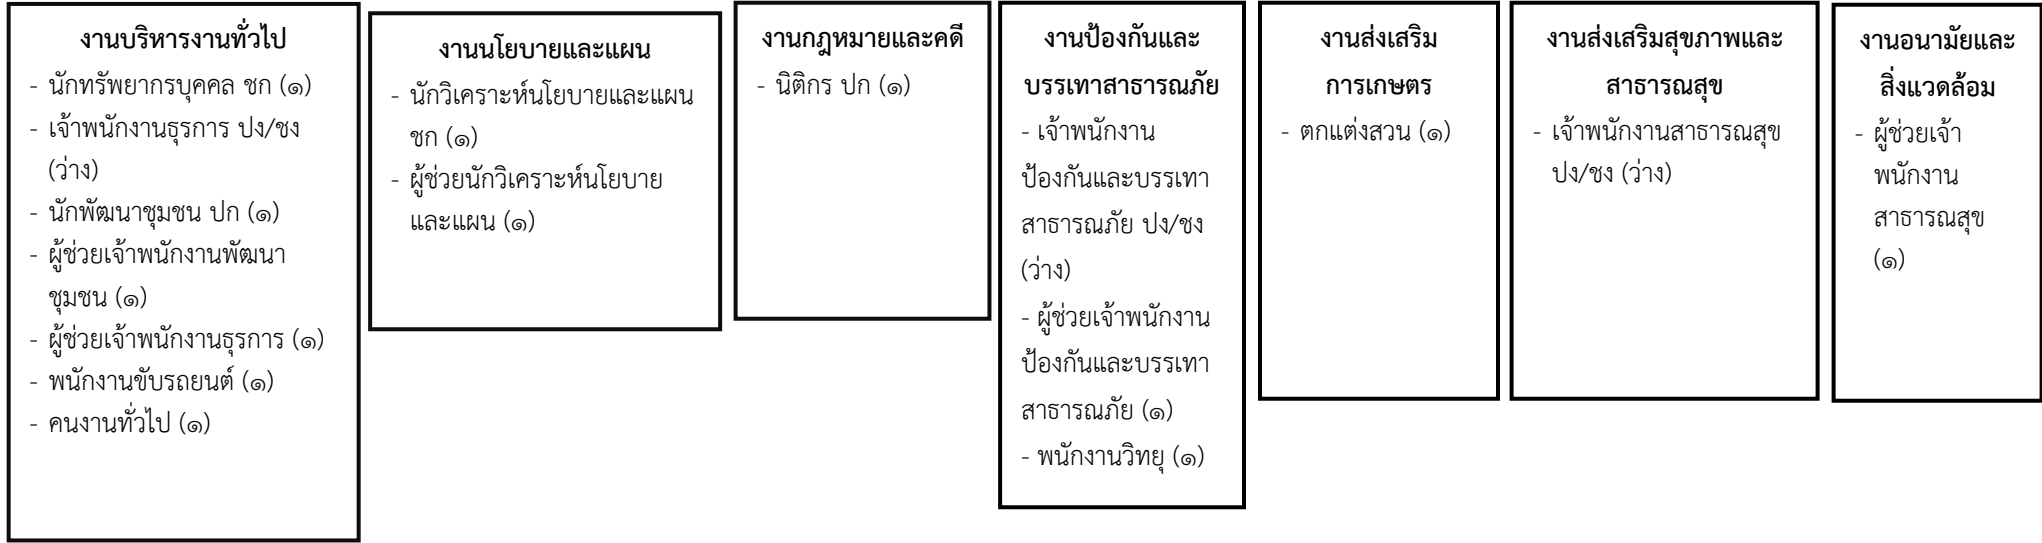 งานบริหารงานทั่วไป
- นักทรัพยากรบุคคล ชก (๑)
- เจ้าพนักงานธุรการ ปง/ชง
(ว่าง)
- นักพัฒนาชุมชน ปก (๑)
- ผู้ช่วยเจ้าพนักงานพัฒนา
ชุมชน (๑)
- ผู้ช่วยเจ้าพนักงานธุรการ (๑)
- พนักงานขับรถยนต์ (๑)
- คนงานทั่วไป (๑)
งานนโยบายและแผน
- นักวิเคราะห์นโยบายและแผน
ชก (๑)
- ผู้ช่วยนักวิเคราะห์นโยบาย
และแผน (๑)
งานกฎหมายและคดี
- นิติกร ปก (๑)
งานป้องกันและ
บรรเทาสาธารณภัย
- เจ้าพนักงาน
ป้องกันและบรรเทา
สาธารณภัย ปง/ชง
(ว่าง)
- ผู้ช่วยเจ้าพนักงาน
ป้องกันและบรรเทา
สาธารณภัย (๑)
- พนักงานวิทยุ (๑)
งานส่งเสริม
การเกษตร
- ตกแต่งสวน (๑)
งานส่งเสริมสุขภาพและ
สาธารณสุข
- เจ้าพนักงานสาธารณสุข
ปง/ชง (ว่าง)
งานอนามัยและ
สิ่งแวดล้อม
- ผู้ช่วยเจ้า
พนักงาน
สาธารณสุข
(๑)